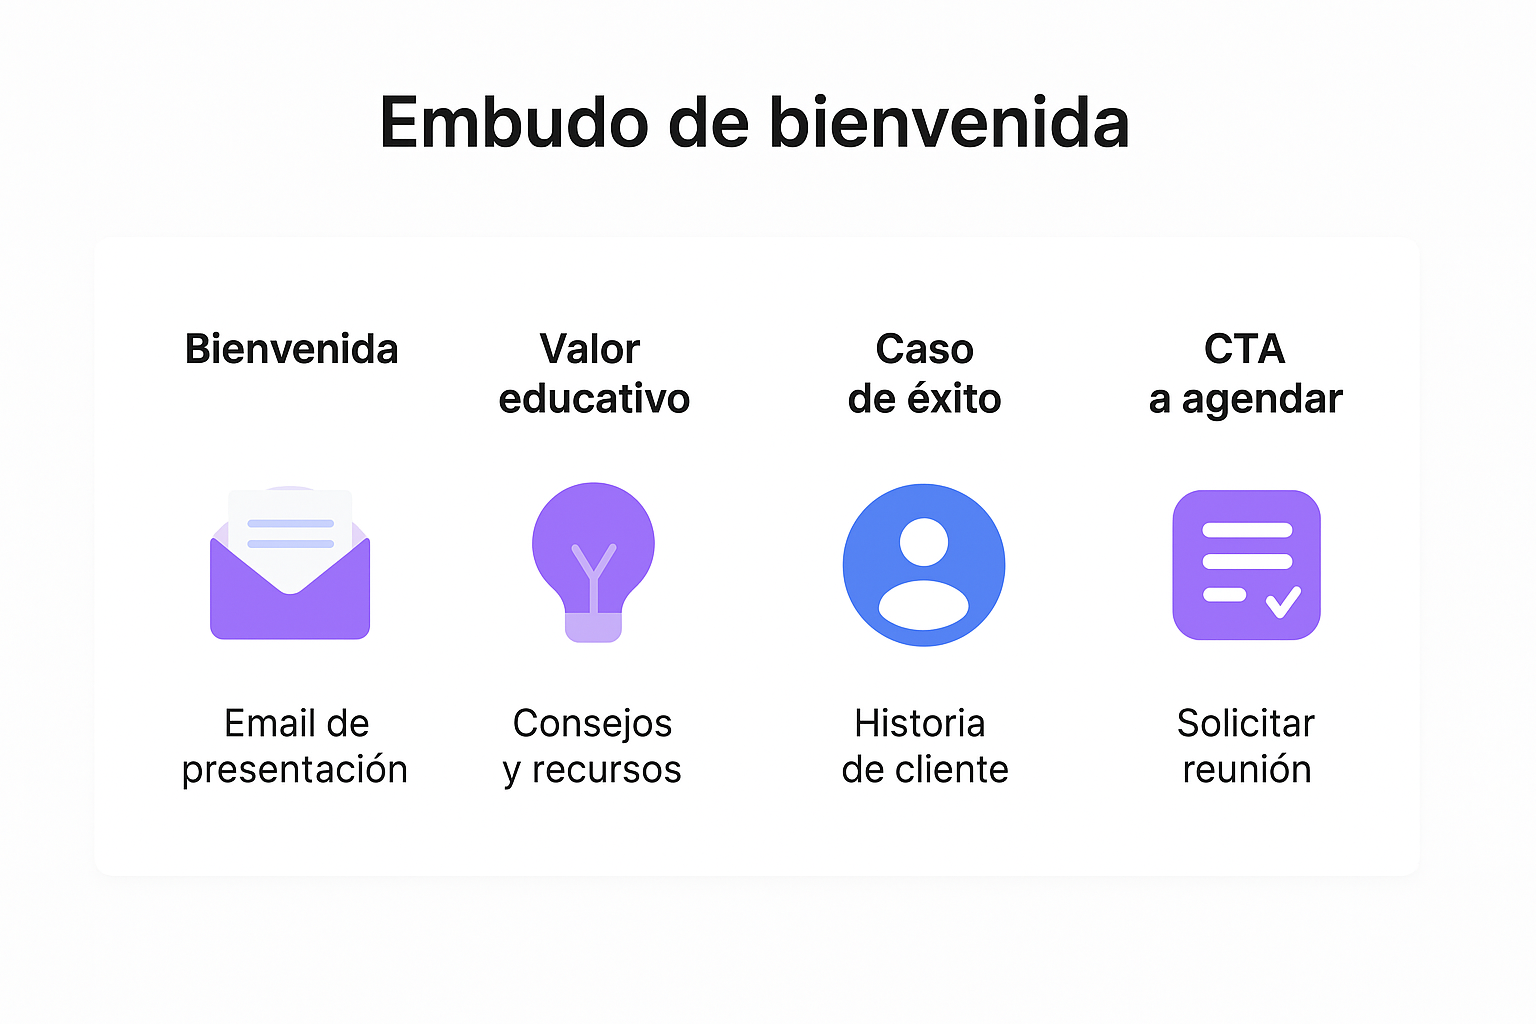 Embudo de bienvenida
Bienvenida
Email de
presentación
Valor
educativo
Consejos
y recursos
Caso
de éxito
Historia
de cliente
CTA
a agendar
Solicitar
reunión